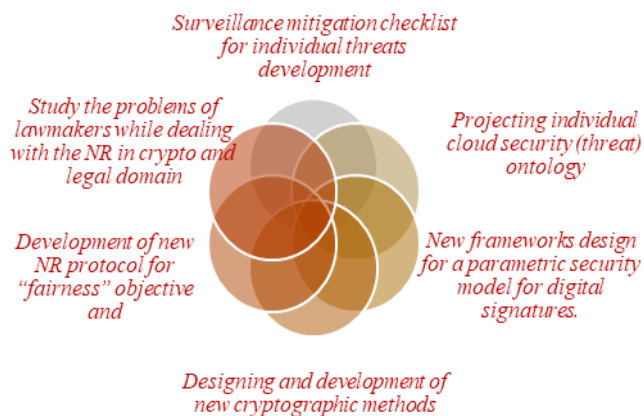 Surveillance mitigation checklist
for individual threats
development
Study the problems of
lawmakers while dealing
with the NR in crypto and
legal domain
Projecting individual
cloud security (threat)
ontology
Development of new
NR protocol for
“fairness” objective
and
New frameworks design
for a parametric security
model for digital
signatures.
Designing and development of
new cryptographic methods